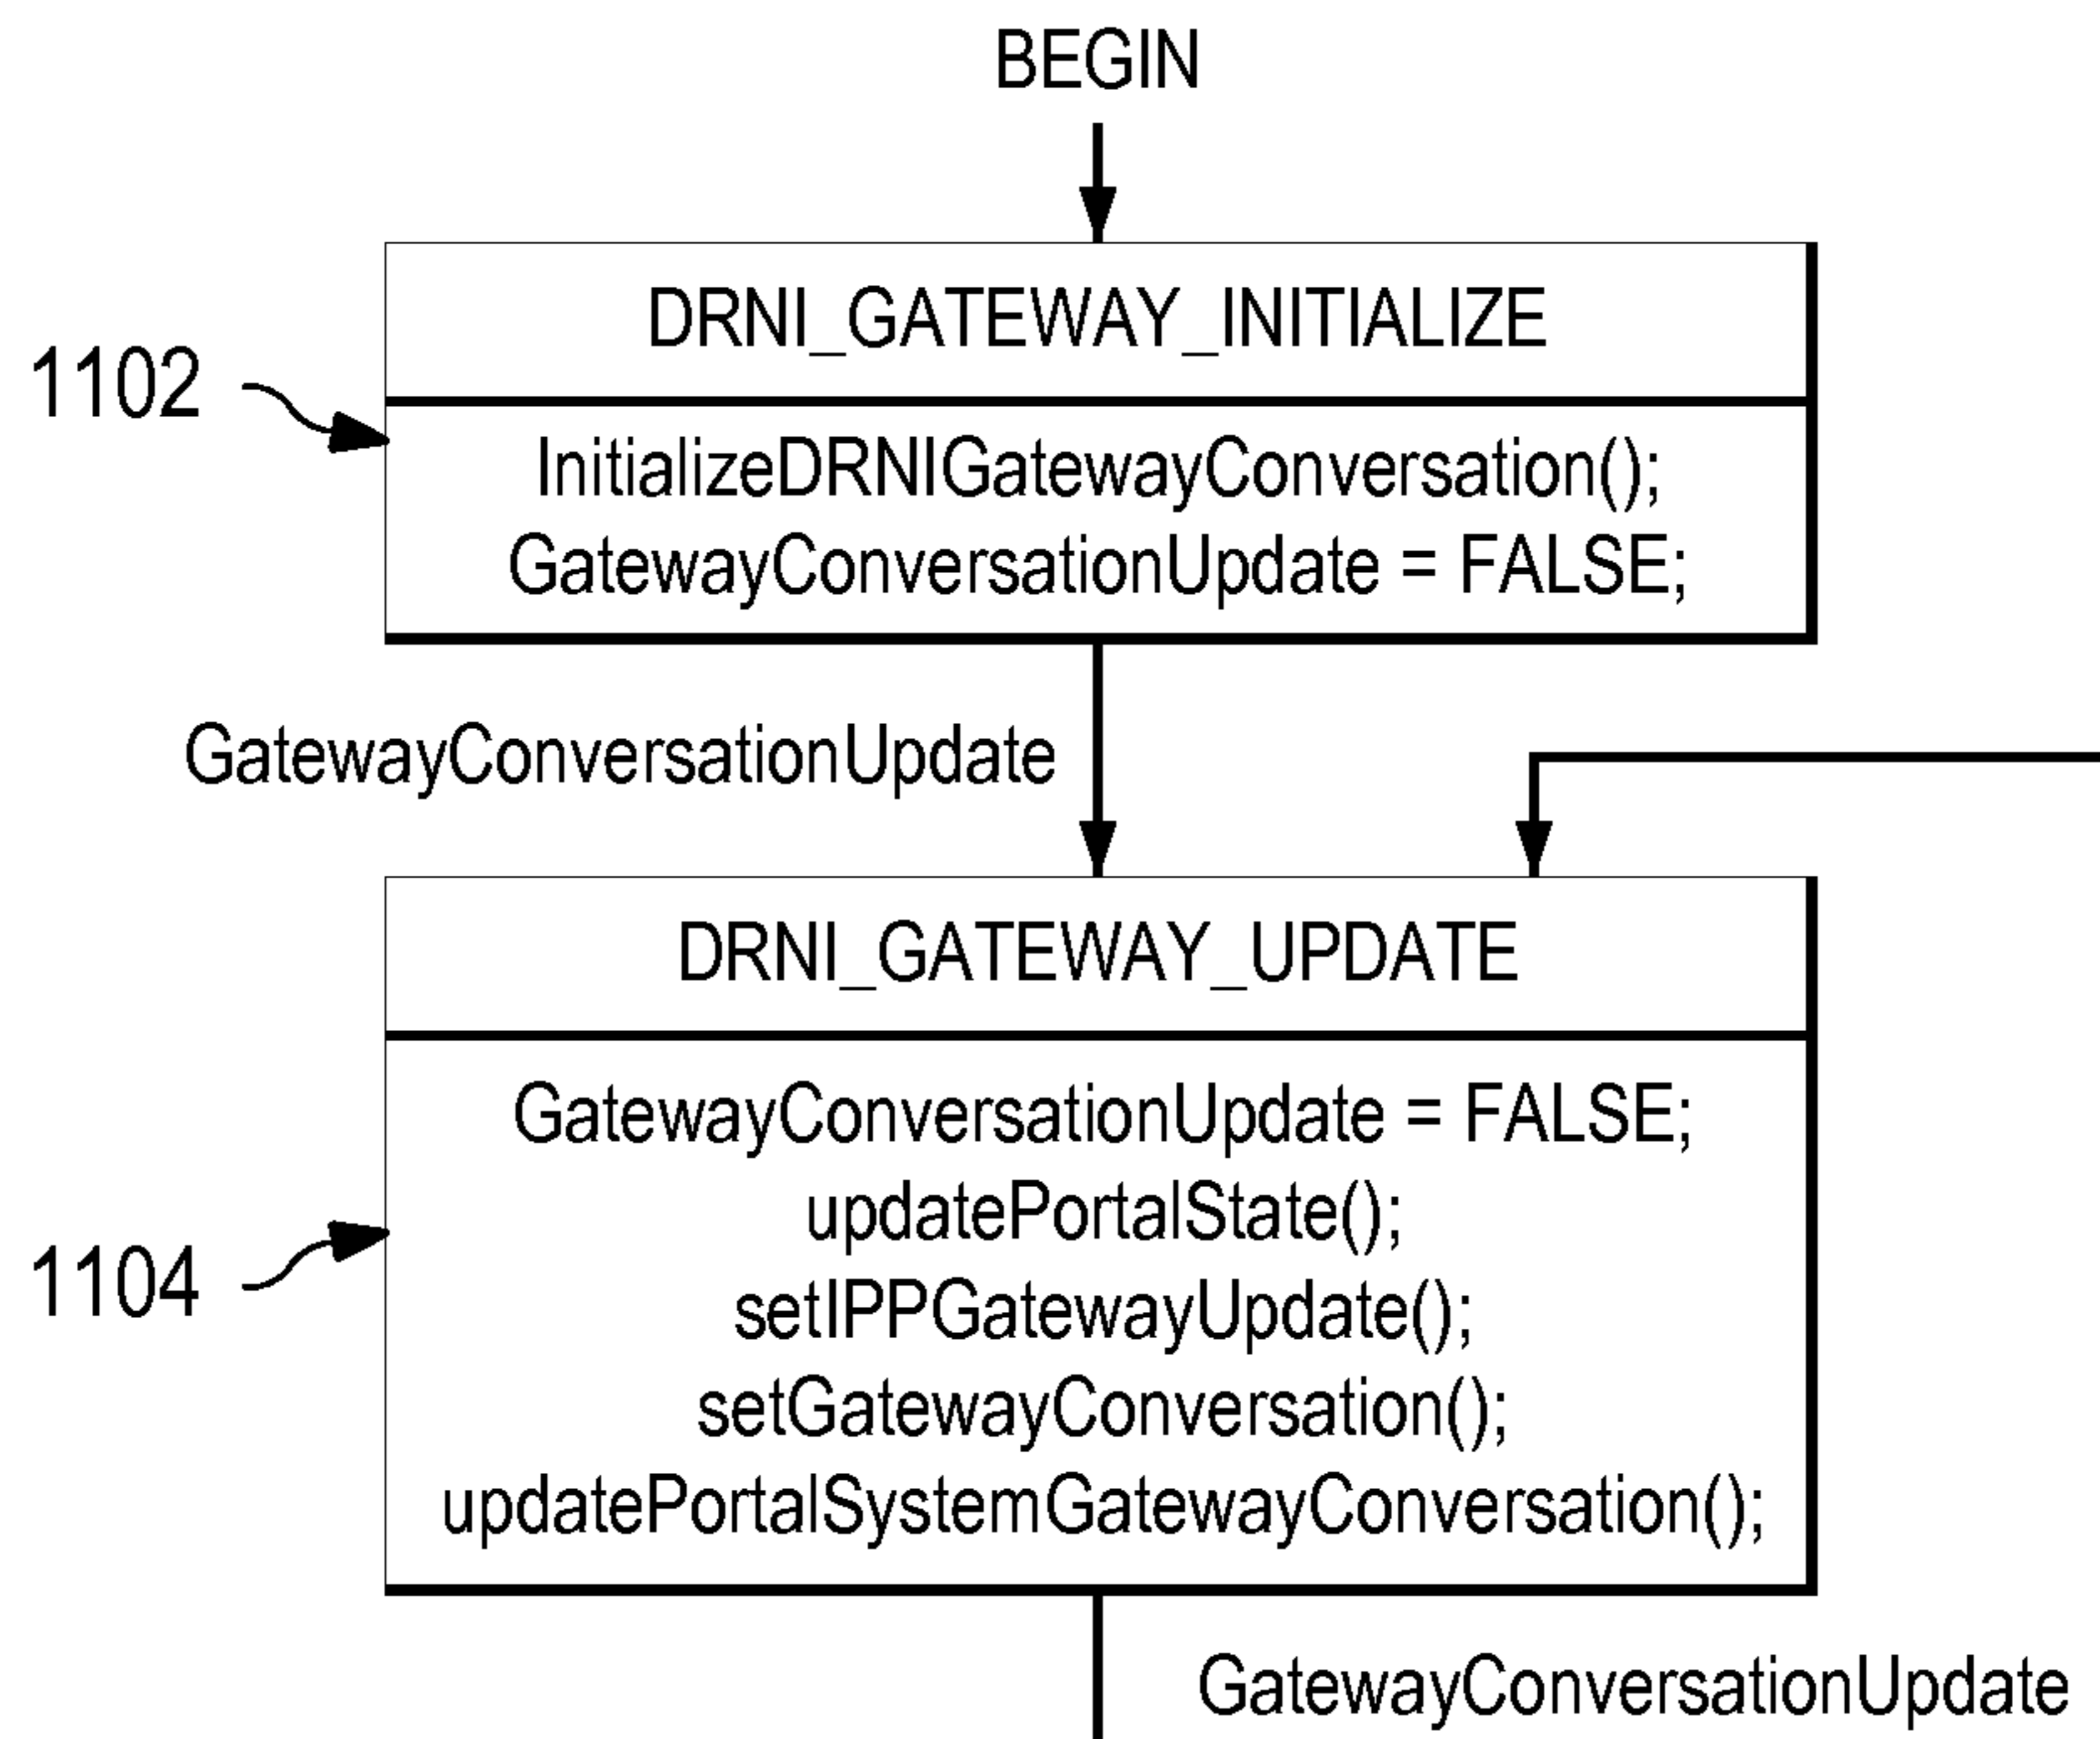 BEGIN
DRNI_GATEWAY_INITIALIZE
1102
InitializeDRNIGatewayConversation();
GatewayConversationUpdate = FALSE;
GatewayConversationUpdate
DRNI_GATEWAY_UPDATE
GatewayConversationUpdate = FALSE;
updatePortalState();
1104
setIPPGatewayUpdate();
setGatewayConversation();
updatePortalSystemGatewayConversation();
GatewayConversationUpdate